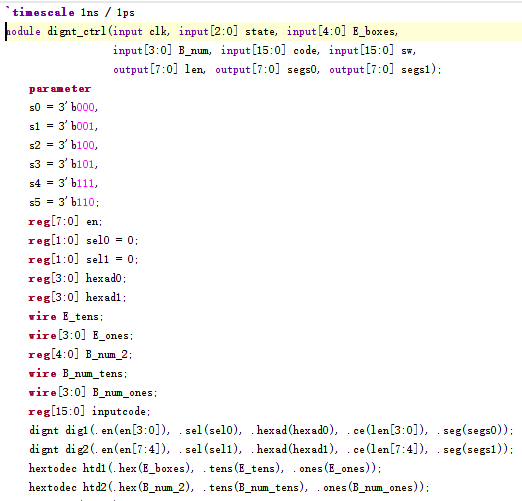 `timescale 1ns / 1ps
module dignt_ctrl(input clk, input[2:0] state, input[4:0] E_boxes,
input[3:0] B_num, input[15:0] code, input[15:0] sw,
output[7:0] len, output[7:0] segs0, output[7:0] segs1);
parameter
s0 = 3'b000,
s1 = 3'b001,
s2 = 3'b100,
s3 = 3'b101,
s4 = 3'b111,
s5 = 3'b110;
reg[7:0] en;
reg[1:0] sel0 = 0;
reg[1:0] sel1 = 0;
reg[3:0] hexad0;
reg[3:0] hexad1;
wire E_tens;
wire[3:0] E_ones;
reg[4:0] B_num_2;
wire B_num_tens;
wire[3:0] B_num_ones;
reg[15:0] inputcode;
dignt dig1(.en(en[3:0]), .sel(sel0), .hexad(hexad0), .ce(len[3:0]), .seg(segs0));
dignt dig2(.en(en[7:4]), .sel(sel1), .hexad(hexad1), .ce(len[7:4]), .seg(segs1));
hextodec htd1(.hex(E_boxes), .tens(E_tens), .ones(E_ones));
hextodec htd2(.hex(B_num_2), .tens(B_num_tens), .ones(B_num_ones));